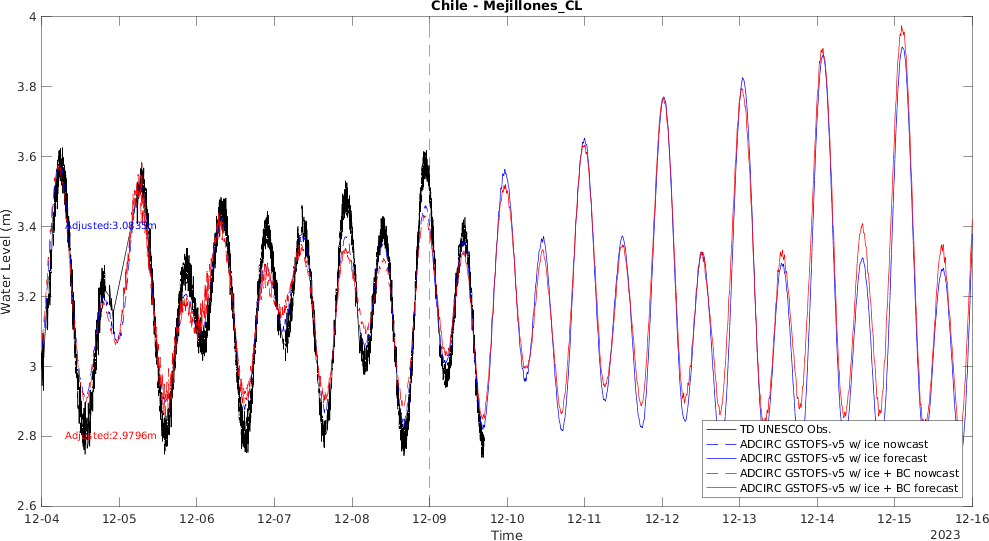 Chile - Mejillones_CL
4
3.8
3.6
3.4
3.2
3
2.8
2.6
Water Level (m)
Adjusted:2.9796m
TD UNESCO Obs.
ADCIRC GSTOFS-v5 w/ ice nowcast
ADCIRC GSTOFS-v5 w/ ice forecast
ADCIRC GSTOFS-v5 w/ ice + BC nowcast
ADCIRC GSTOFS-v5 w/ ice + BC forecast
12-04 12-05 12-06 12-07 12-08 12-09 12-10 12-11 12-12 12-13 12-14 12-15 12-16
Time
2023